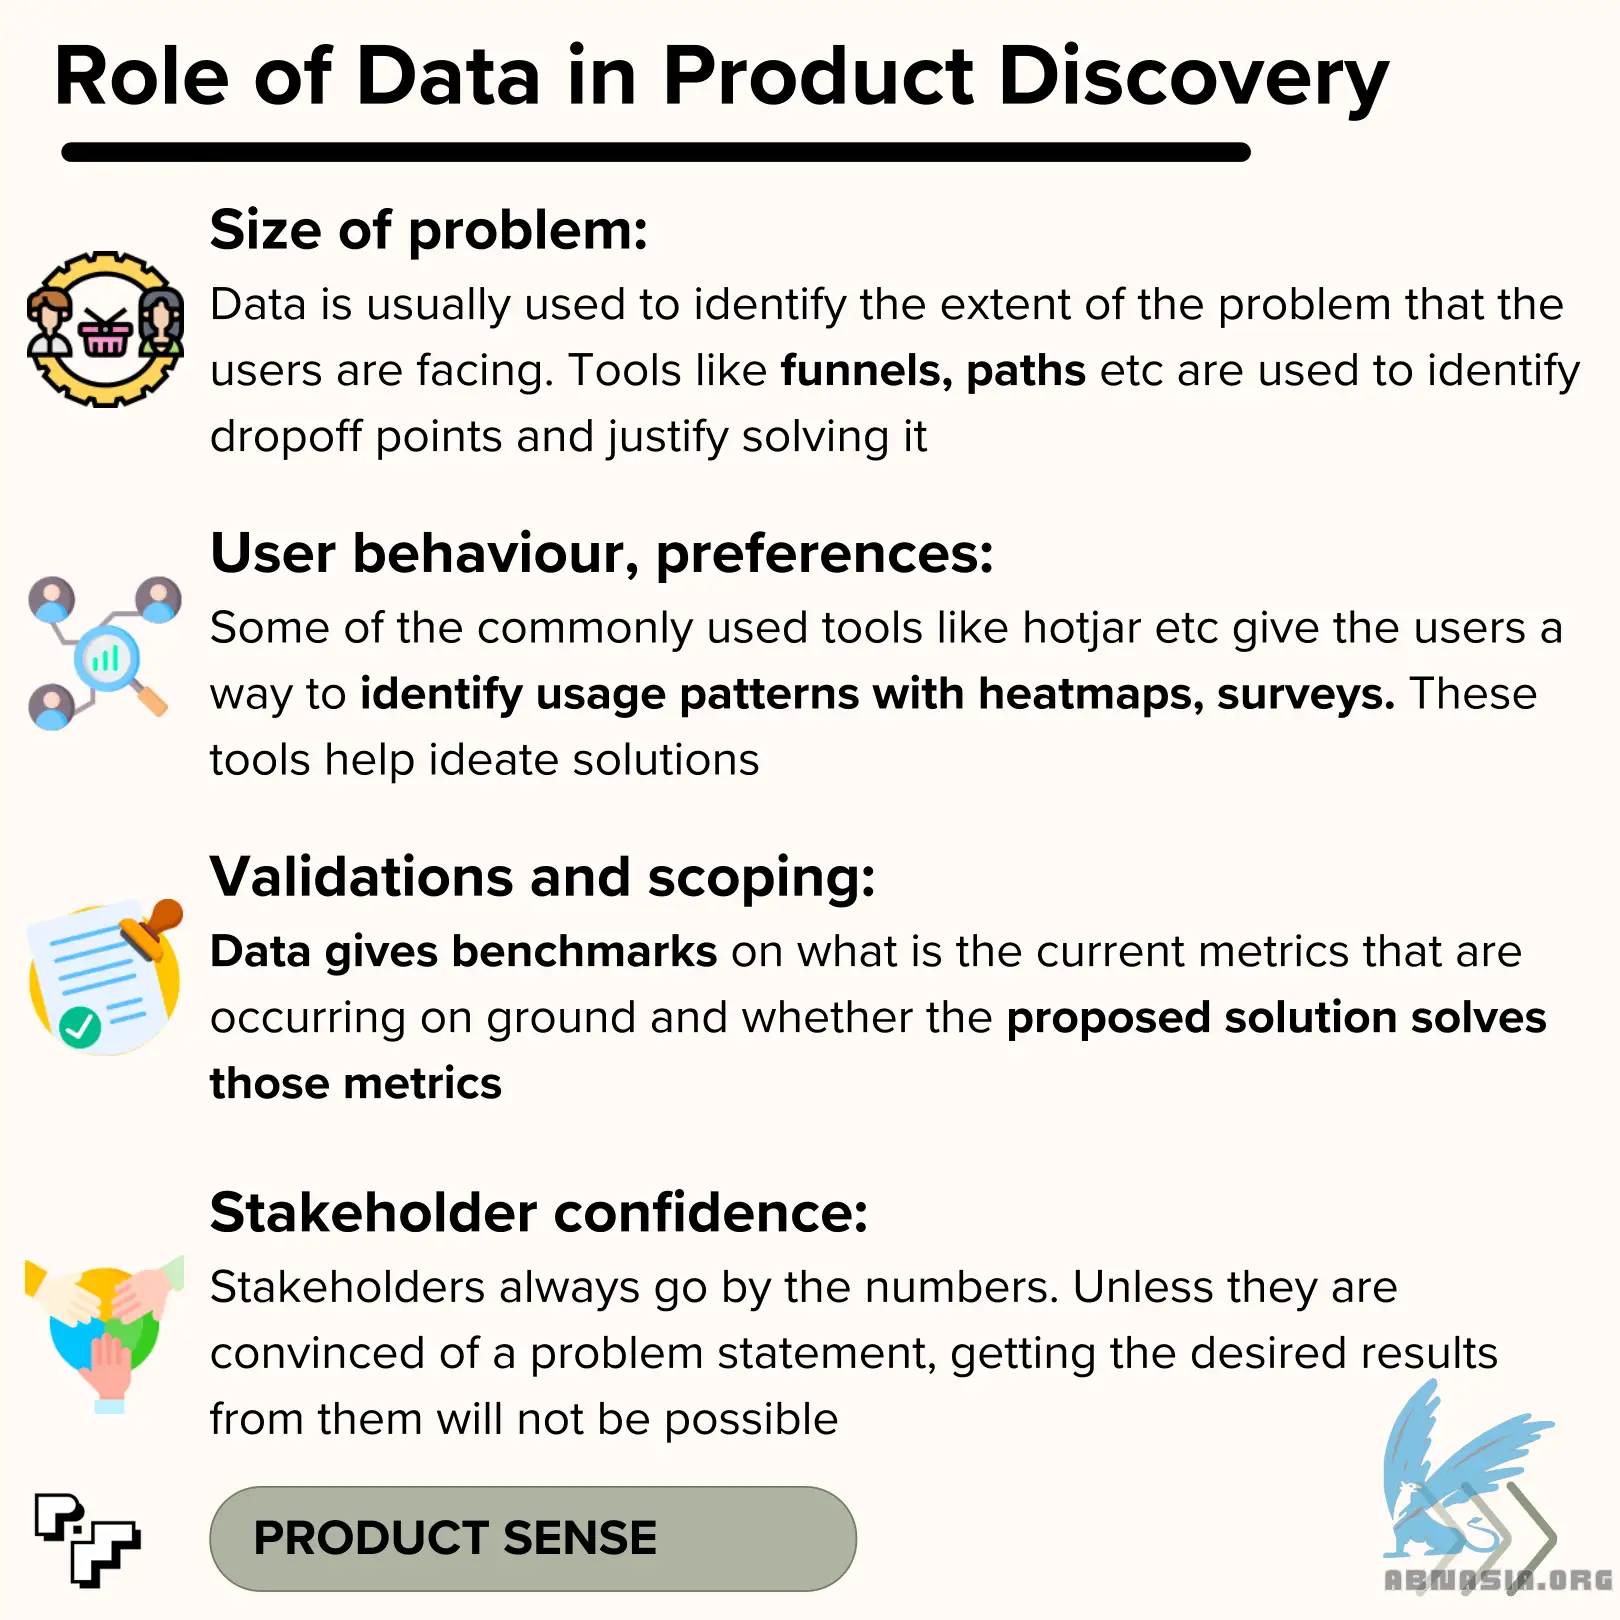 Role of Data in Product Discovery
Size of problem:
Data is usually used to identify the extent of the problem that the
users are facing. Tools like funnels, paths etc are used to identify
dropoff points and justify solving it
User behaviour, preferences:
Some of the commonly used tools like hotjar etc give the users a
way to identify usage patterns with heatmaps, surveys. These
tools help ideate solutions
Validations and scoping:
Data gives benchmarks on what is the current metrics that are
occurring on ground and whether the proposed solution solves
those metrics
Stakeholder confidence:
Stakeholders always go by the numbers. Unless they are
convinced of a problem statement, getting the desired results
from them will not be possible
PRODUCT SENSE
ABMASIA.ORG